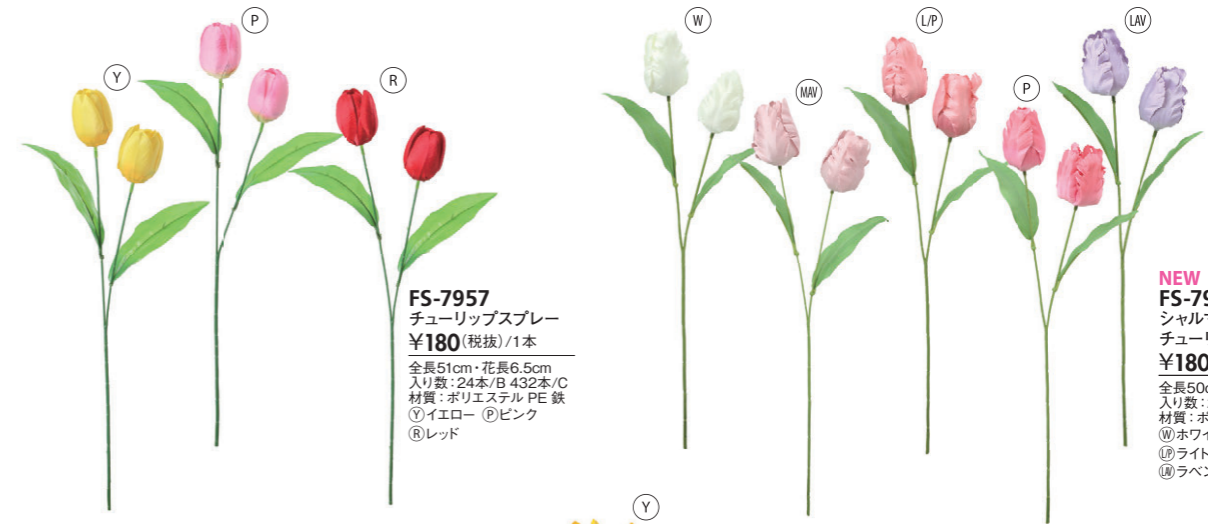 P
Y
R
FS-7957
チューリップスプレー
¥180(税抜)/1本
全長51cm・花長6.5cm
入り数:24本/B 432本/C
材質:ポリエステル PE 鉄
Ⓨイエロー Ⓟピンク
Ⓡレッド
W
MAV
L/P
P
LAV
NEW
FS-79
シャルマ
チューリ
¥180
全長50c
入り数:
材質:ポ
Ⓦホワイ
L/Pライト
LAVラベン
Y